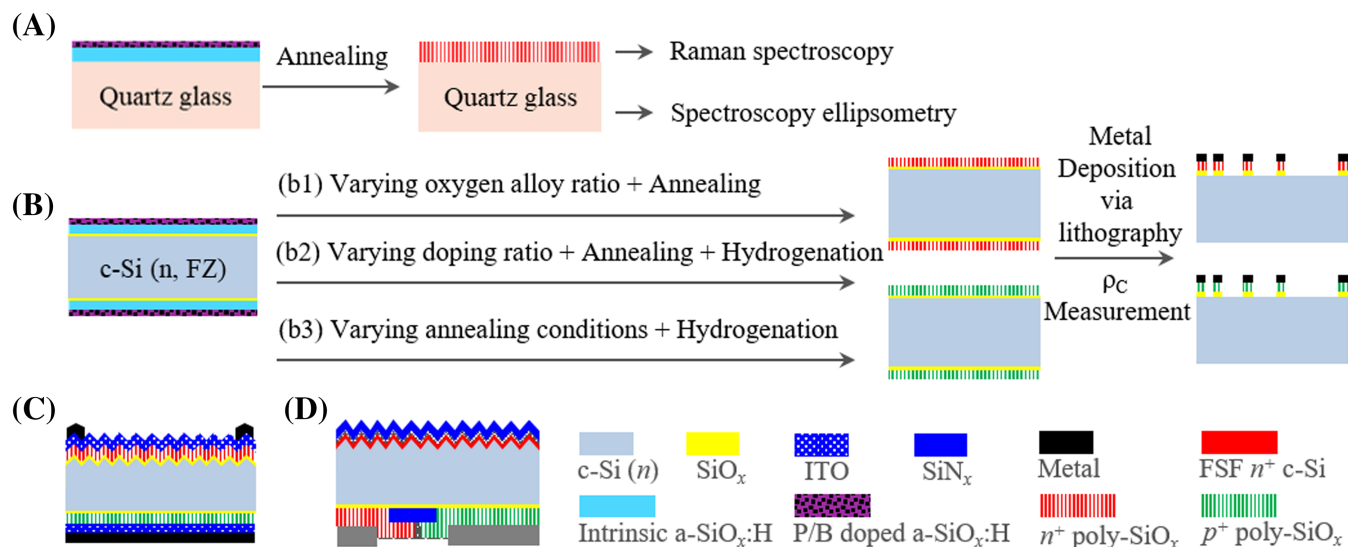 (A)
Quartz glass
Annealing
Quartz glass
Raman spectroscopy
Spectroscopy ellipsometry
(B)
c-Si (n, FZ)
(b1) Varying oxygen alloy ratio + Annealing
(b2) Varying doping ratio + Annealing + Hydrogenation
(b3) Varying annealing conditions + Hydrogenation
Metal
Deposition
via
lithography
ρC
Measurement
(C)
(D)
c-Si (n)
SiOx
ITO
SiNx
Metal
FSF n+ c-Si
Intrinsic a-SiOx:H
P/B doped a-SiOx:H
n+ poly-SiOx
p+ poly-SiOx